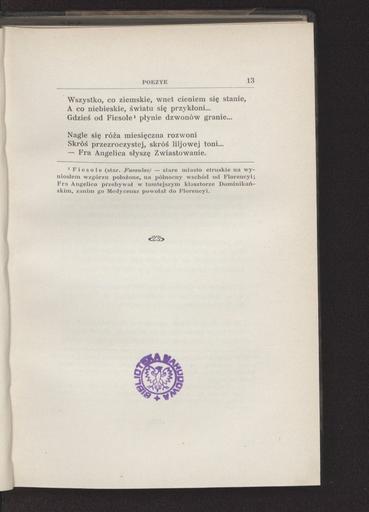 POEZYE 13
Wszystko, co ziemskie, wnet cieniem się stanie,
A co niebieskie, światu się przykłoni...
Gdzieś od Fiesole¹ płynie dzwonów granie...
Nagle się róża miesięczna rozwoni
Skróś przezroczystej, skróś liljowej toni...
— Fra Angelica słyszę Zwiastowanie.
¹ Fiesole (star. Faesulae) — stare miasto etruskie na wy-
niosłem wzgórzu położone, na północny wschód od Florencyi;
Fra Angelico przebywał w tamtejszym klasztorze Dominikań-
skim, zanim go Medyceusz powołał do Florencyi.
BIBLIOTEKA NARODOWA